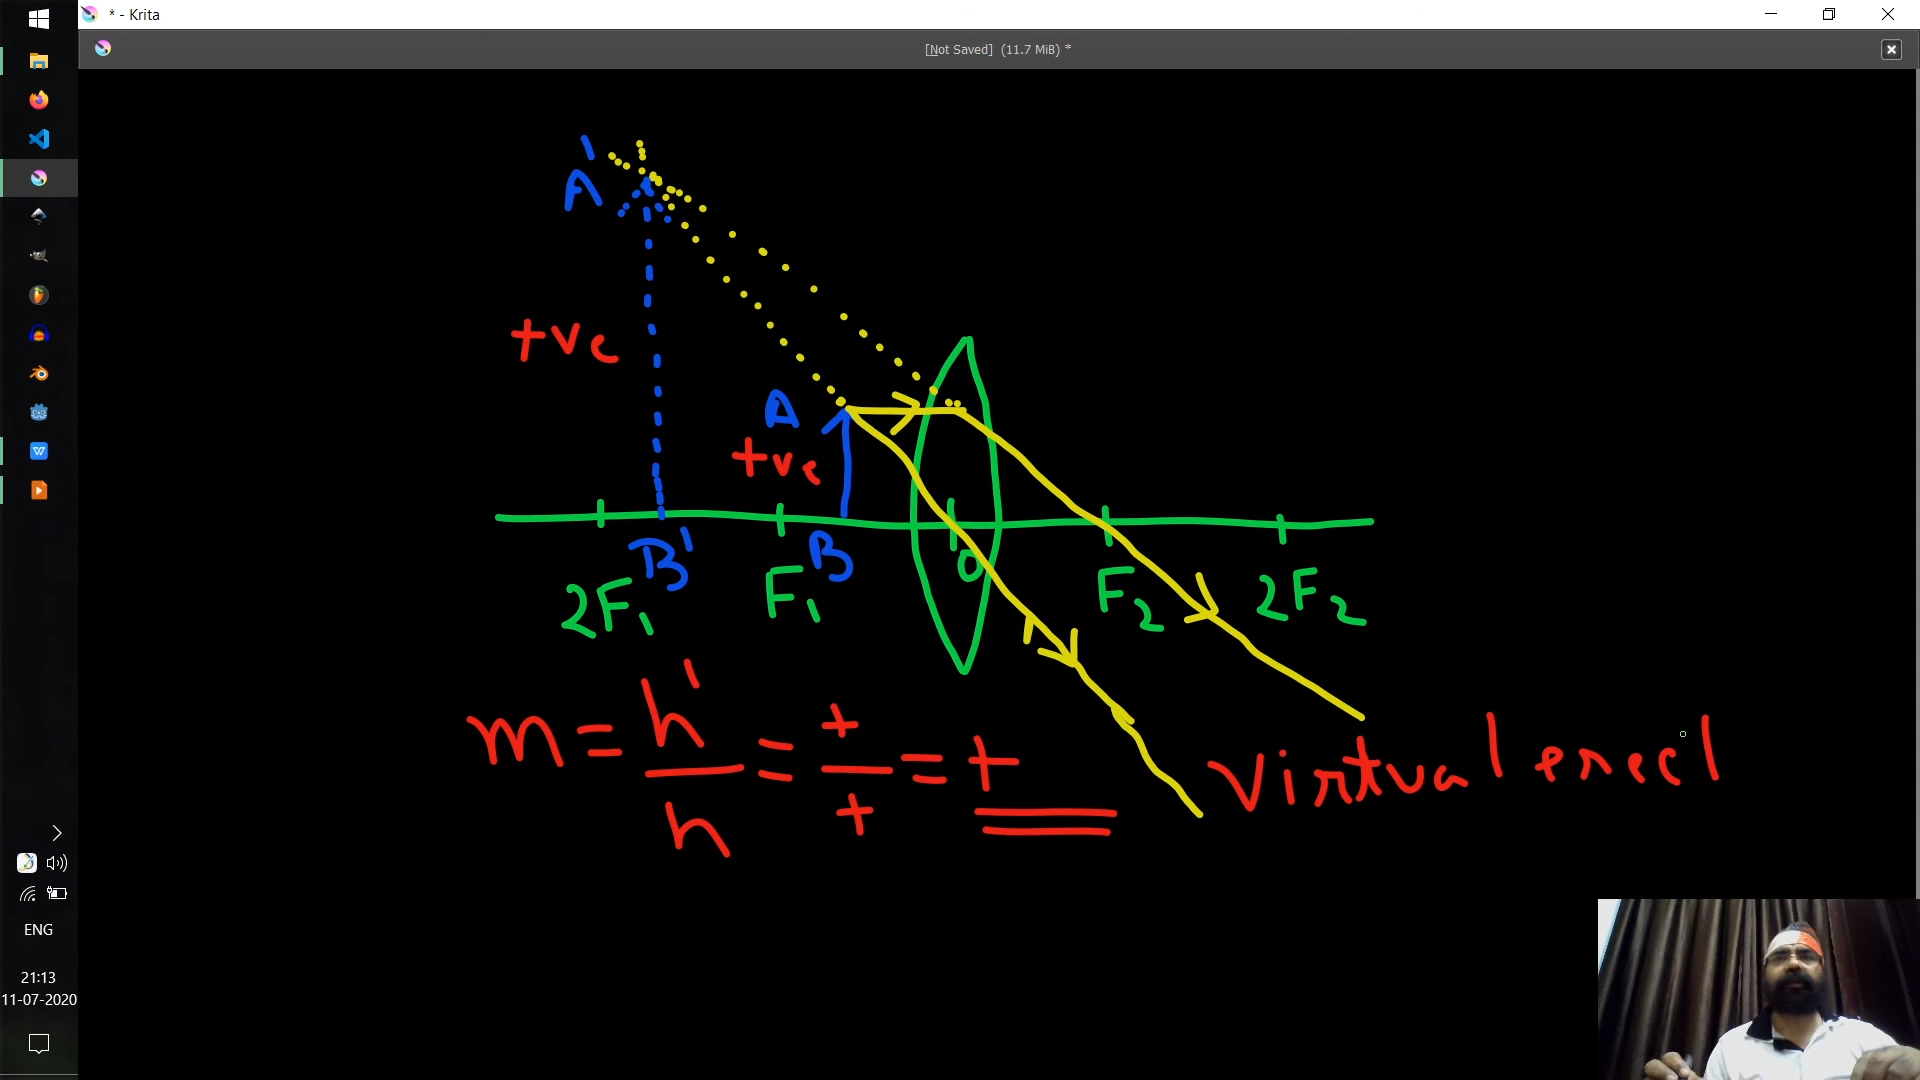 * - Krita
[Not Saved] (11.7 MiB) *
A'
+ve
A
+ve
B'
B
O
2F1
F1
F2
2F2
m = h'/h = +/+ = +
Virtual erect
ENG
21:13
11-07-2020